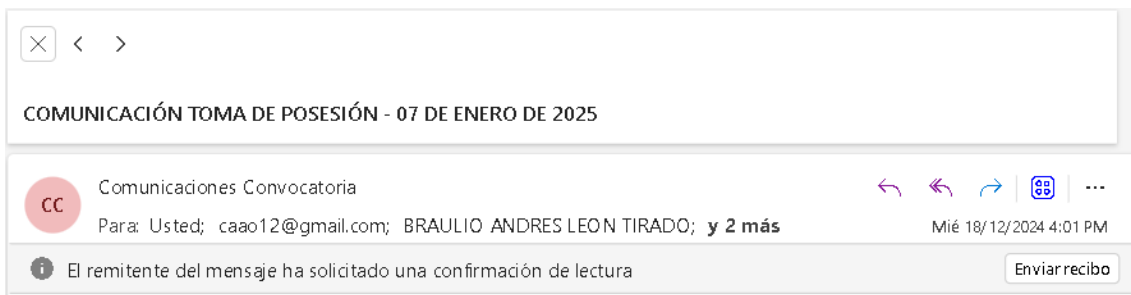 COMUNICACIÓN TOMA DE POSESIÓN - 07 DE ENERO DE 2025
Comunicaciones Convocatoria
CC
Para: Usted; caao12@gmail.com; BRAULIO ANDRES LEON TIRADO; y 2 más
Mié 18/12/2024 4:01 PM
El remitente del mensaje ha solicitado una confirmación de lectura
Enviar recibo